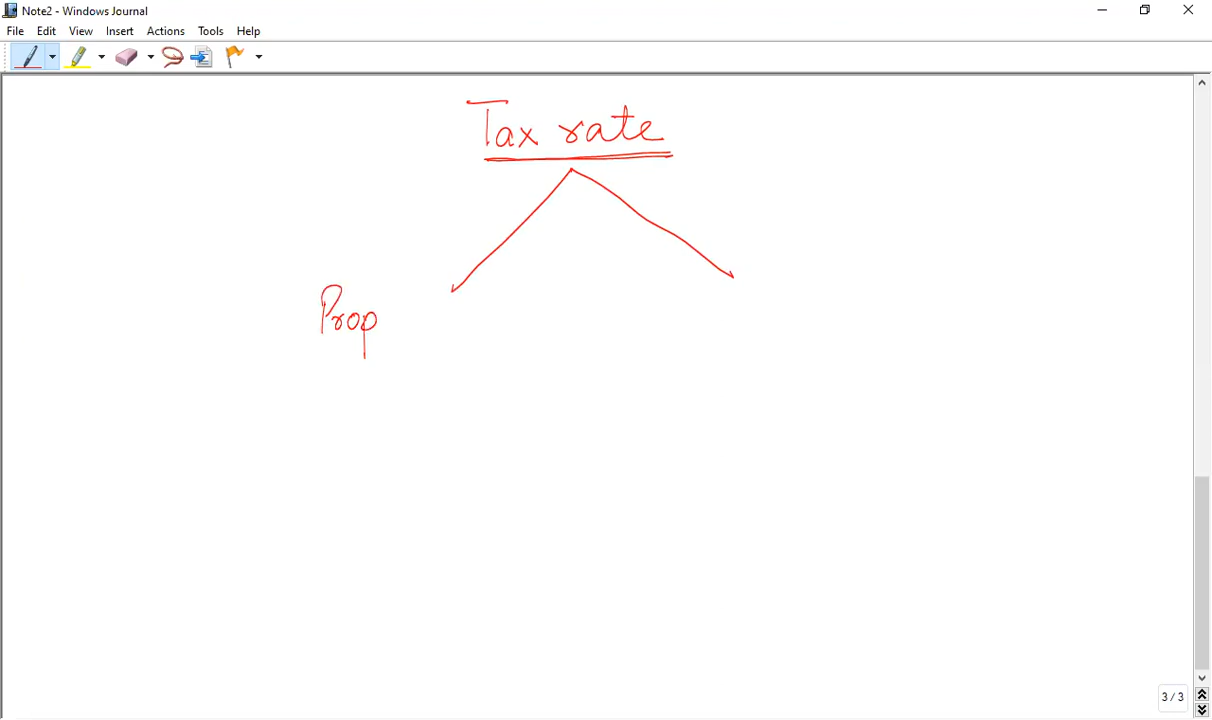 Note2 - Windows Journal
File Edit View Insert Actions Tools Help
Tax rate
Prop
3 / 3